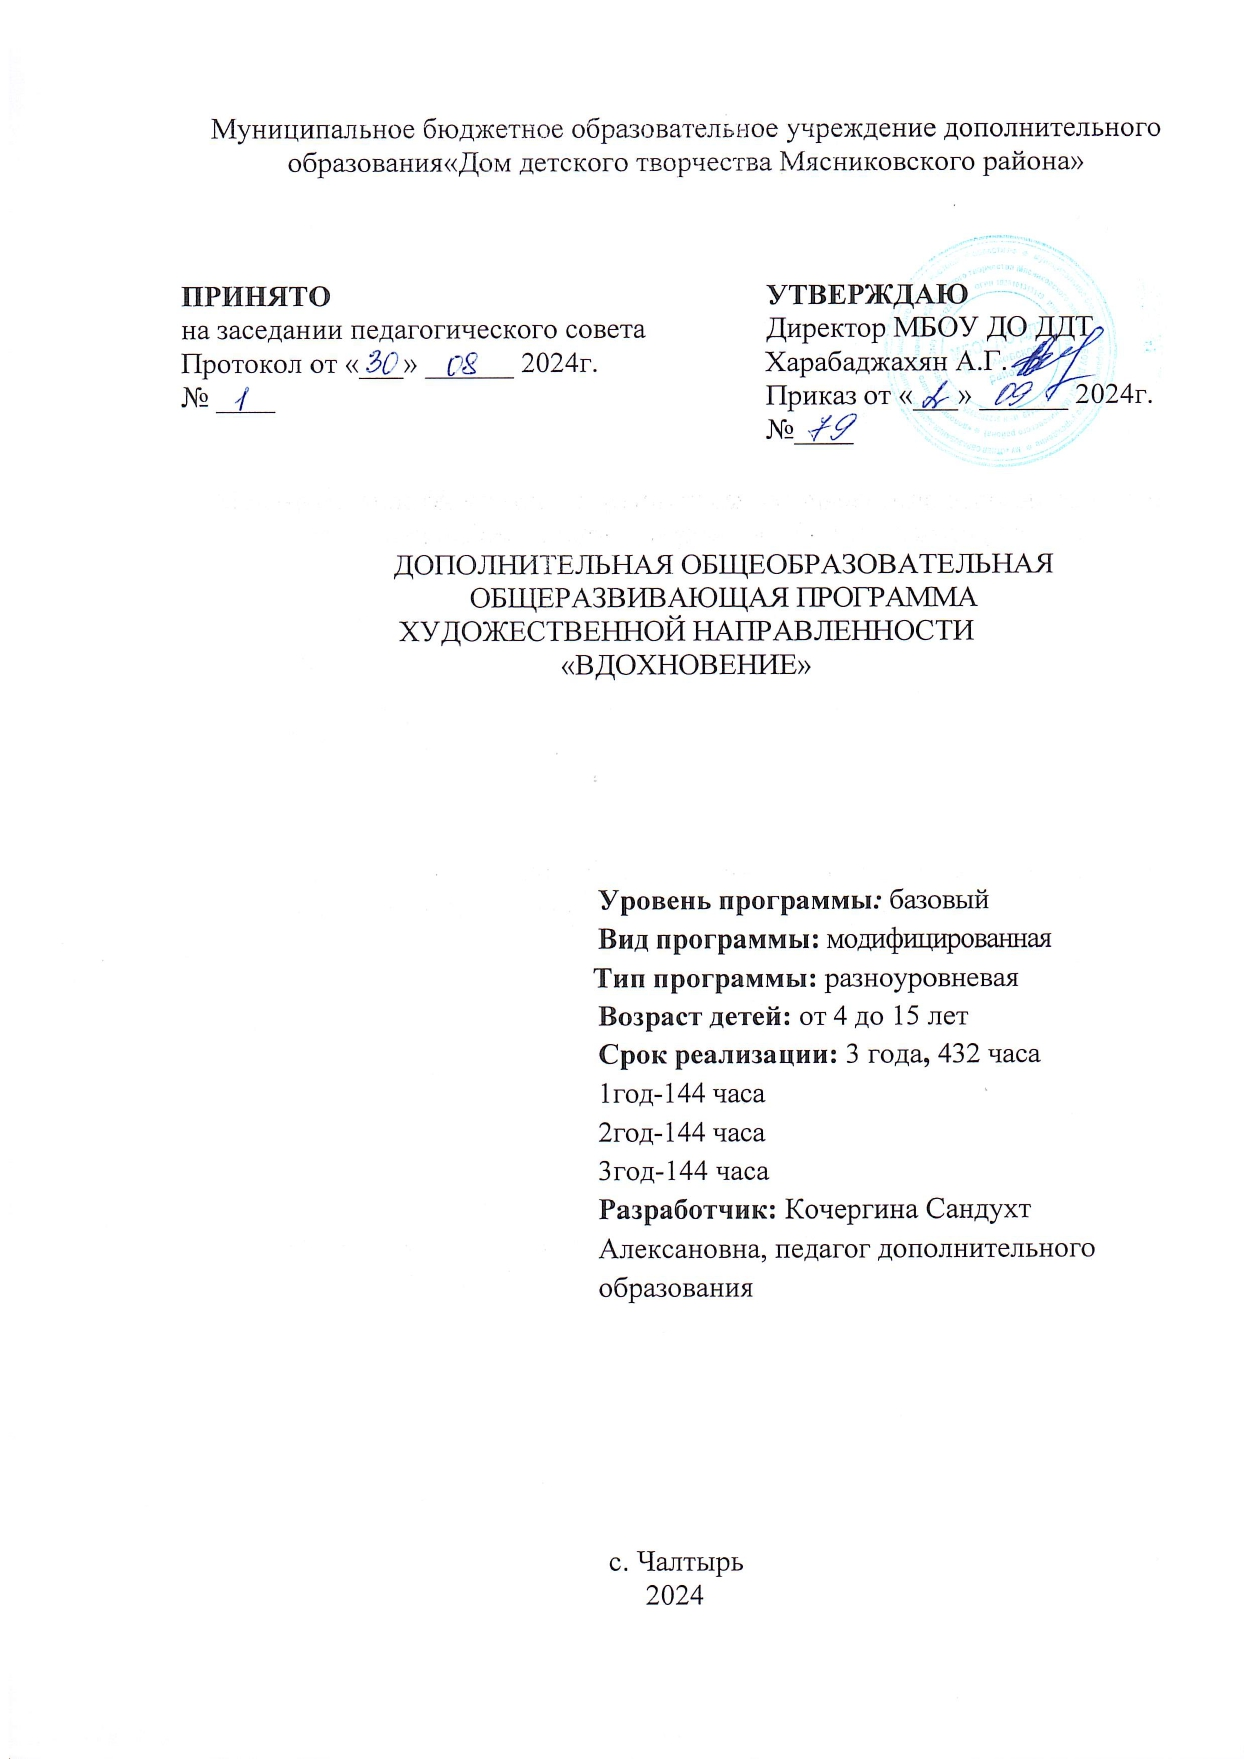 Муниципальное бюджетное образовательное учреждение дополнительного
образования«Дом детского творчества Мясниковского района»
ПРИНЯТО
на заседании педагогического совета
Протокол от «30» 08 2024г.
№ 1
УТВЕРЖДАЮ
Директор МБОУ ДО ДДТ
Харабаджахян А.Г.
Приказ от «2» 09 2024г.
№ 79
ДОПОЛНИТЕЛЬНАЯ ОБЩЕОБРАЗОВАТЕЛЬНАЯ
ОБЩЕРАЗВИВАЮЩАЯ ПРОГРАММА
ХУДОЖЕСТВЕННОЙ НАПРАВЛЕННОСТИ
«ВДОХНОВЕНИЕ»
Уровень программы: базовый
Вид программы: модифицированная
Тип программы: разноуровневая
Возраст детей: от 4 до 15 лет
Срок реализации: 3 года, 432 часа
1год-144 часа
2год-144 часа
3год-144 часа
Разработчик: Кочергина Сандухт
Алексановна, педагог дополнительного
образования
с. Чалтырь
2024